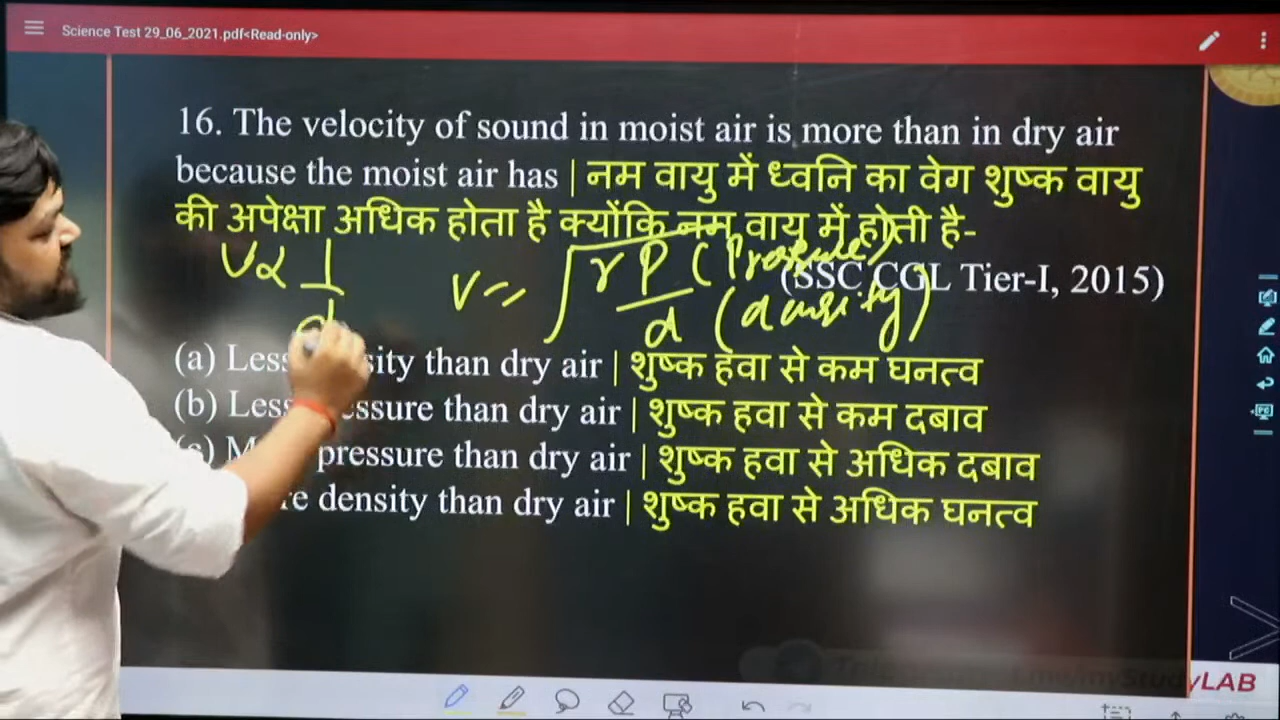 Science Test 29_06_2021.pdf<Read-only>
16. The velocity of sound in moist air is more than in dry air
because the moist air has | नम वायु में ध्वनि का वेग शुष्क वायु
की अपेक्षा अधिक होता है क्योंकि नम वायु में होती है-
V∝ 1/d V = √γP/d (density)
(SSC CGL Tier-I, 2015)
(a) Less density than dry air | शुष्क हवा से कम घनत्व
(b) Less pressure than dry air | शुष्क हवा से कम दबाव
pressure than dry air | शुष्क हवा से अधिक दबाव
density than dry air | शुष्क हवा से अधिक घनत्व
StudyLAB